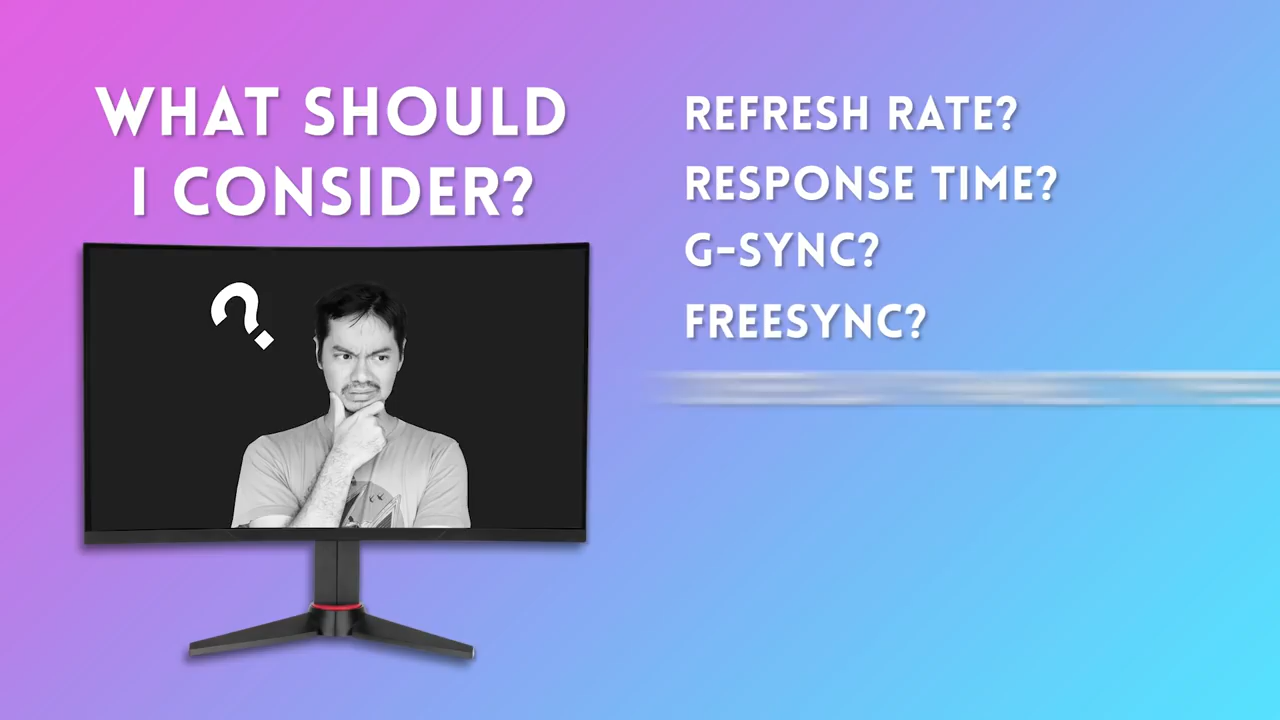 WHAT SHOULD
I CONSIDER?
?
REFRESH RATE?
RESPONSE TIME?
G-SYNC?
FREESYNC?